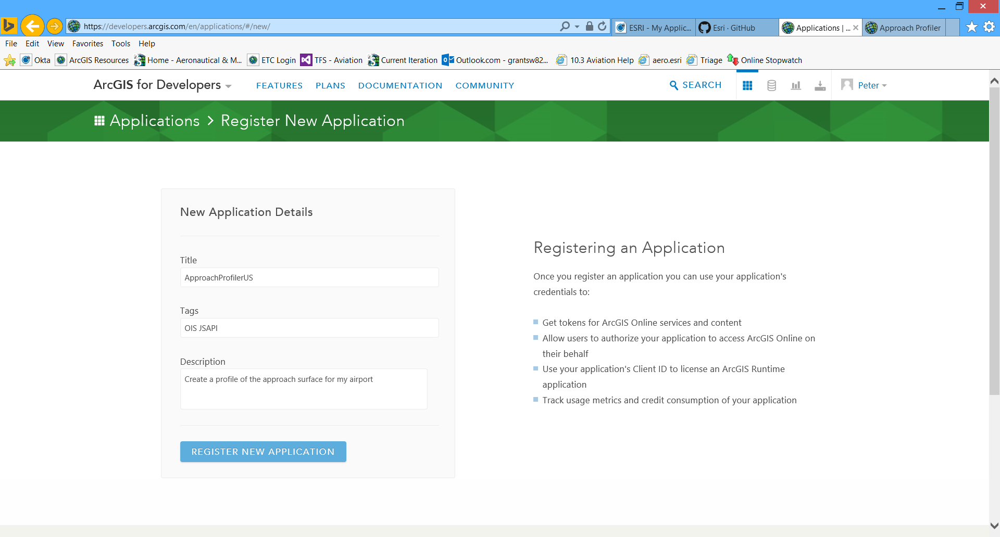 https://developers.arcgis.com/en/applications/#/new/
ESRI - My Applic...
Esri · GitHub
Applications | ...
Approach Profiler
File Edit View Favorites Tools Help
Okta ArcGIS Resources Home - Aeronautical & M... ETC Login TFS - Aviation Current Iteration Outlook.com - grantsw82... 10.3 Aviation Help aero.esri Triage Online Stopwatch
ArcGIS for Developers FEATURES PLANS DOCUMENTATION COMMUNITY SEARCH Peter
Applications > Register New Application
New Application Details
Title
ApproachProfilerUS
Tags
OIS JSAPI
Description
Create a profile of the approach surface for my airport
REGISTER NEW APPLICATION
Registering an Application
Once you register an application you can use your application's
credentials to:
Get tokens for ArcGIS Online services and content
Allow users to authorize your application to access ArcGIS Online on
their behalf
Use your application's Client ID to license an ArcGIS Runtime
application
Track usage metrics and credit consumption of your application